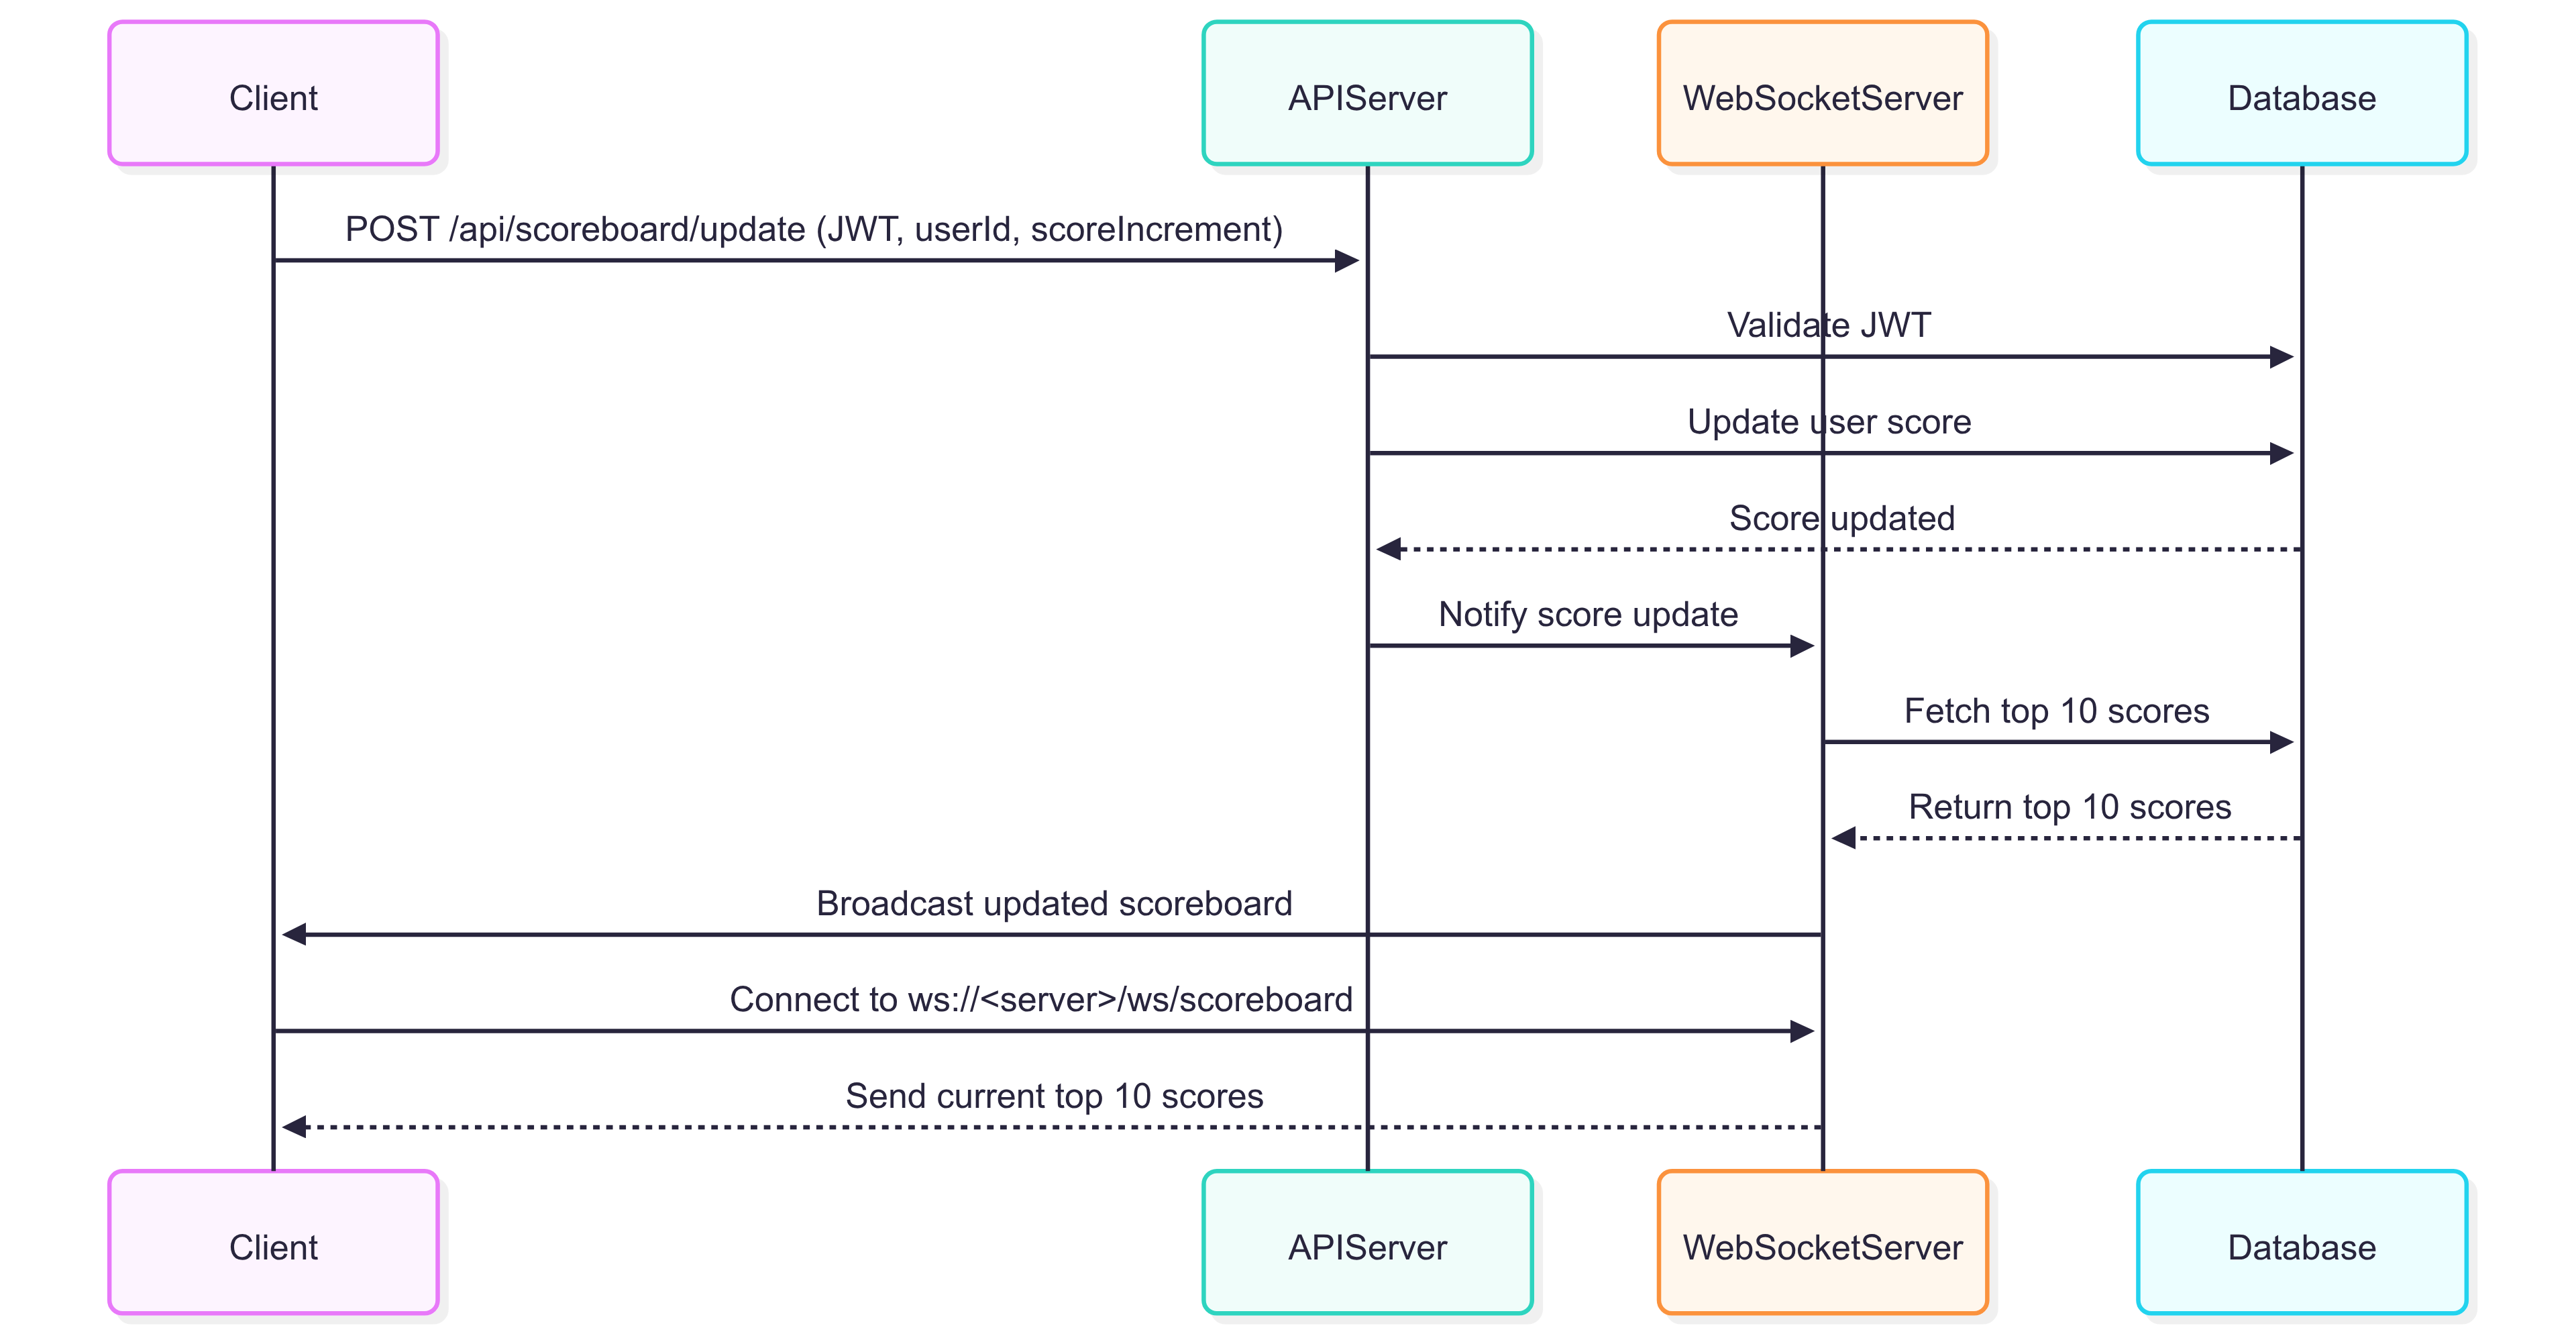 Client
APIServer
WebSocketServer
Database
POST /api/scoreboard/update (JWT, userId, scoreIncrement)
Validate JWT
Update user score
Score updated
Notify score update
Fetch top 10 scores
Return top 10 scores
Broadcast updated scoreboard
Connect to ws://<server>/ws/scoreboard
Send current top 10 scores
Client
APIServer
WebSocketServer
Database